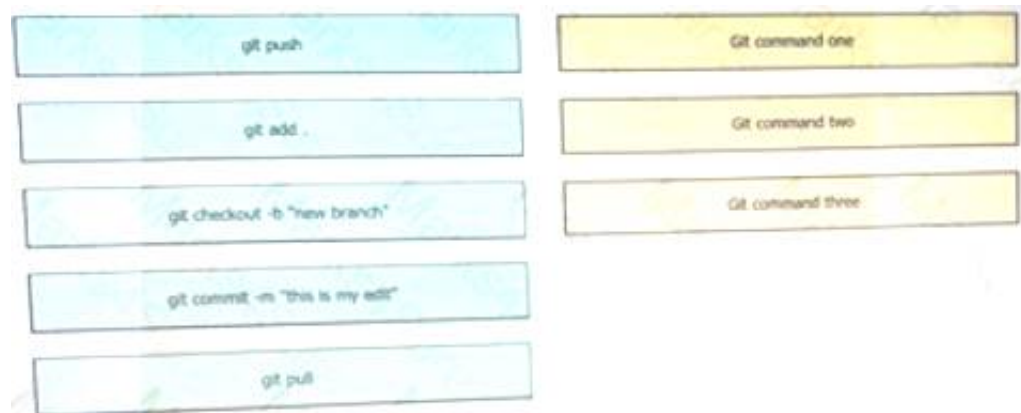 git push
git add .
git checkout -b "new branch"
git commit -m "this is my edit"
git pull
Git command one
Git command two
Git command three